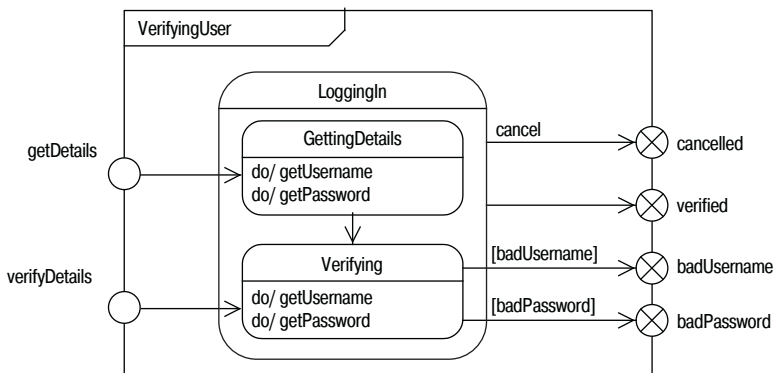 VerifyingUser
LoggingIn
getDetails
GettingDetails
do/ getUsername
do/ getPassword
cancel
cancelled
verified
verifyDetails
Verifying
do/ getUsername
do/ getPassword
[badUsername]
badUsername
[badPassword]
badPassword